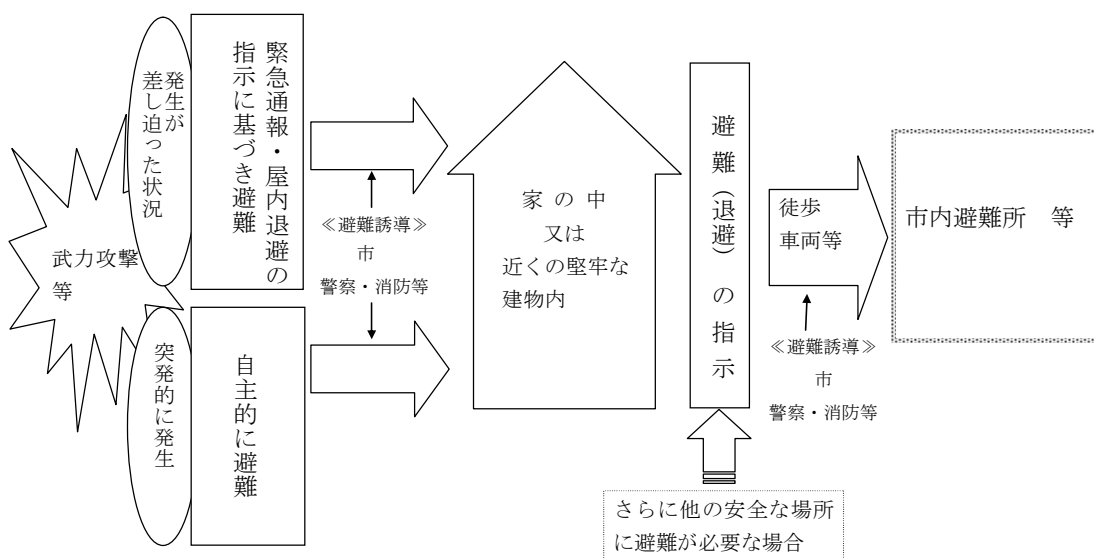 武力攻撃
等
発生が
差し迫った状況
緊急通報・屋内退避の
指示に基づき避難
突発的に発生
自主的に避難
≪避難誘導≫
市
警察・消防等
家の中
又は
近くの堅牢な
建物内
避難(退避)の指示
さらに他の安全な場所
に避難が必要な場合
徒歩
車両等
≪避難誘導≫
市
警察・消防等
市内避難所　等